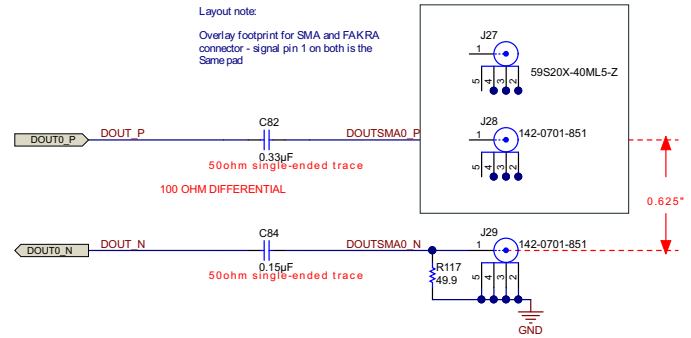 Layout note:
Overlay footprint for SMA and FAKRA
connector - signal pin 1 on both is the
Same pad
J27
1
59S20X-40ML5-Z
5
4
3
2
C82
J28
DOUT0_P
DOUT_P
DOUTSMA0_P
1
142-0701-851
0.33µF
50ohm single-ended trace
5
4
3
2
100 OHM DIFFERENTIAL
0.625"
C84
J29
DOUT0_N
DOUT_N
DOUTSMA0_N
1
142-0701-851
0.15µF
50ohm single-ended trace
R117
49.9
5
4
3
2
GND